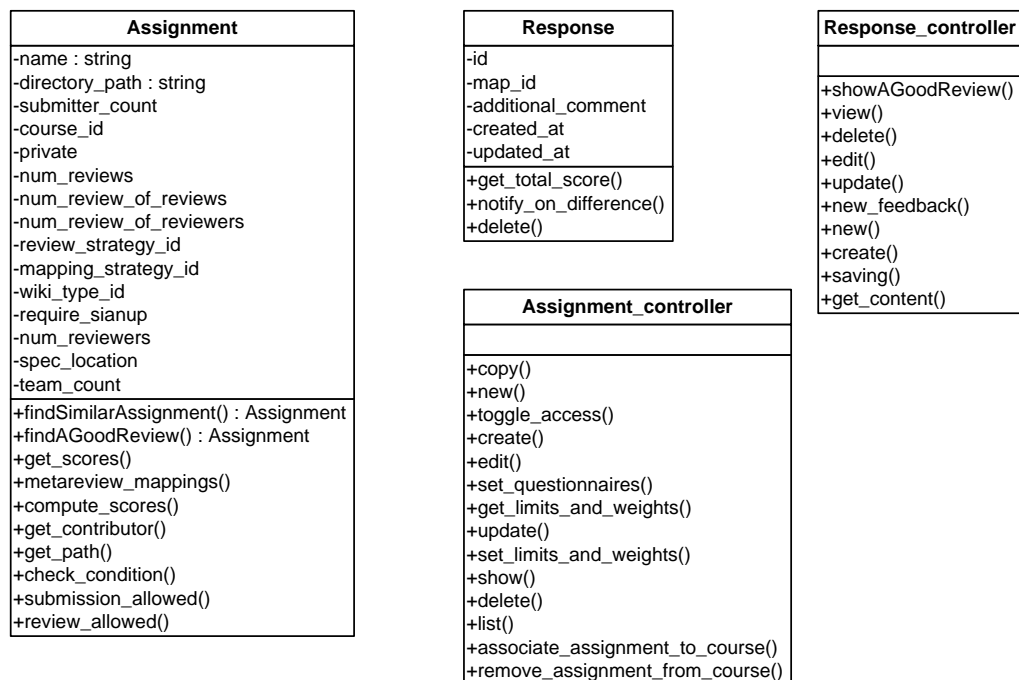 Assignment
-name : string
-directory_path : string
-submitter_count
-course_id
-private
-num_reviews
-num_review_of_reviews
-num_review_of_reviewers
-review_strategy_id
-mapping_strategy_id
-wiki_type_id
-require_sianup
-num_reviewers
-spec_location
-team_count
+findSimilarAssignment() : Assignment
+findAGoodReview() : Assignment
+get_scores()
+metareview_mappings()
+compute_scores()
+get_contributor()
+get_path()
+check_condition()
+submission_allowed()
+review_allowed()
Response
-id
-map_id
-additional_comment
-created_at
-updated_at
+get_total_score()
+notify_on_difference()
+delete()
Assignment_controller
+copy()
+new()
+toggle_access()
+create()
+edit()
+set_questionnaires()
+get_limits_and_weights()
+update()
+set_limits_and_weights()
+show()
+delete()
+list()
+associate_assignment_to_course()
+remove_assignment_from_course()
Response_controller
+showAGoodReview()
+view()
+delete()
+edit()
+update()
+new_feedback()
+new()
+create()
+saving()
+get_content()